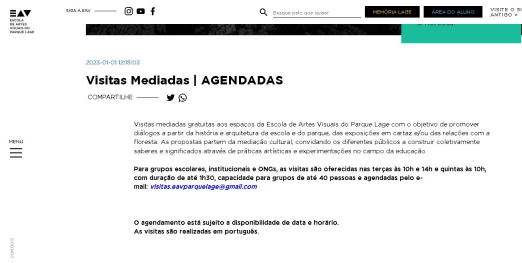 ESCOLA
DE ARTES
VISUAIS DO
PARQUE LAGE
SIGA A EAV
Busque pelo que quiser
MEMÓRIA LAGE
ÁREA DO ALUNO
VISITE O SI
ANTIGO >
2023-01-01 12:15:03
Visitas Mediadas | AGENDADAS
COMPARTILHE
MENU
Visitas mediadas gratuitas aos espaços da Escola de Artes Visuais do Parque Lage com o objetivo de promover
diálogos a partir da história e arquitetura da escola e do parque, das exposições em cartaz e/ou das relações com a
floresta. As propostas partem da mediação cultural, convidando os diferentes públicos a construir coletivamente
saberes e significados através de práticas artísticas e experimentações no campo da educação.
Para grupos escolares, institucionais e ONGs, as visitas são oferecidas nas terças às 10h e 14h e quintas às 10h,
com duração de até 1h30, capacidade para grupos de até 40 pessoas e agendadas pelo e-
mail: visitas.eavparquelage@gmail.com
O agendamento está sujeito a disponibilidade de data e horário.
As visitas são realizadas em português.